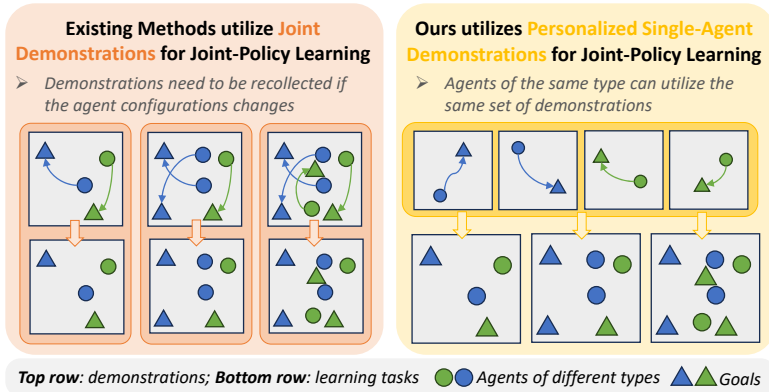 Existing Methods utilize Joint
Demonstrations for Joint-Policy Learning
➢ Demonstrations need to be recollected if
the agent configurations changes
Ours utilizes Personalized Single-Agent
Demonstrations for Joint-Policy Learning
➢ Agents of the same type can utilize the
same set of demonstrations
Top row: demonstrations; Bottom row: learning tasks
Agents of different types
Goals